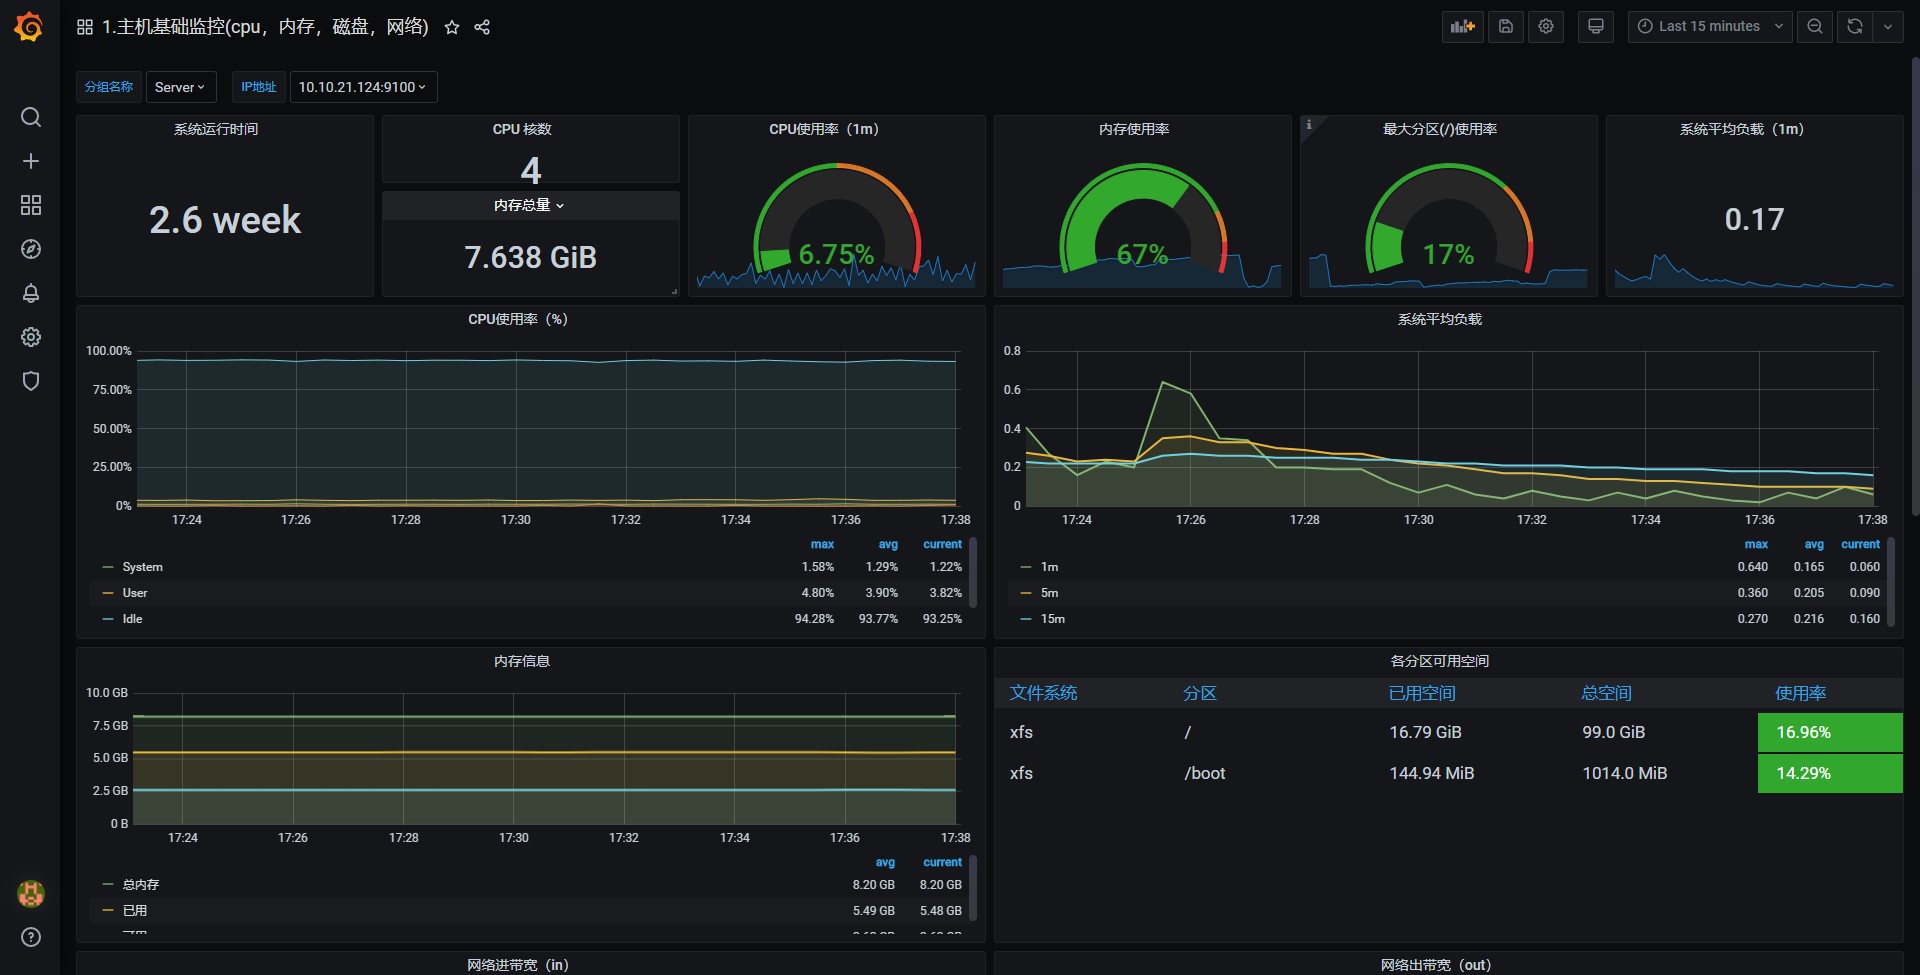 1.主机基础监控(cpu，内存，磁盘，网络)
Last 15 minutes
分组名称
Server
IP地址
10.10.21.124:9100
系统运行时间
2.6 week
CPU 核数
4
内存总量
7.638 GiB
CPU使用率（1m）
6.75%
内存使用率
67%
最大分区(/)使用率
17%
系统平均负载（1m）
0.17
CPU使用率（%）
100.00%
75.00%
50.00%
25.00%
0%
17:24 17:26 17:28 17:30 17:32 17:34 17:36 17:38
max avg current
System 1.58% 1.29% 1.22%
User 4.80% 3.90% 3.82%
Idle 94.28% 93.77% 93.25%
系统平均负载
0.8
0.6
0.4
0.2
0
17:24 17:26 17:28 17:30 17:32 17:34 17:36 17:38
max avg current
1m 0.640 0.165 0.060
5m 0.360 0.205 0.090
15m 0.270 0.216 0.160
内存信息
10.0 GB
7.5 GB
5.0 GB
2.5 GB
0 B
17:24 17:26 17:28 17:30 17:32 17:34 17:36 17:38
avg current
总内存 8.20 GB 8.20 GB
已用 5.49 GB 5.48 GB
各分区可用空间
文件系统 分区 已用空间 总空间 使用率
xfs / 16.79 GiB 99.0 GiB 16.96%
xfs /boot 144.94 MiB 1014.0 MiB 14.29%
网络进带宽（in）
网络出带宽（out）